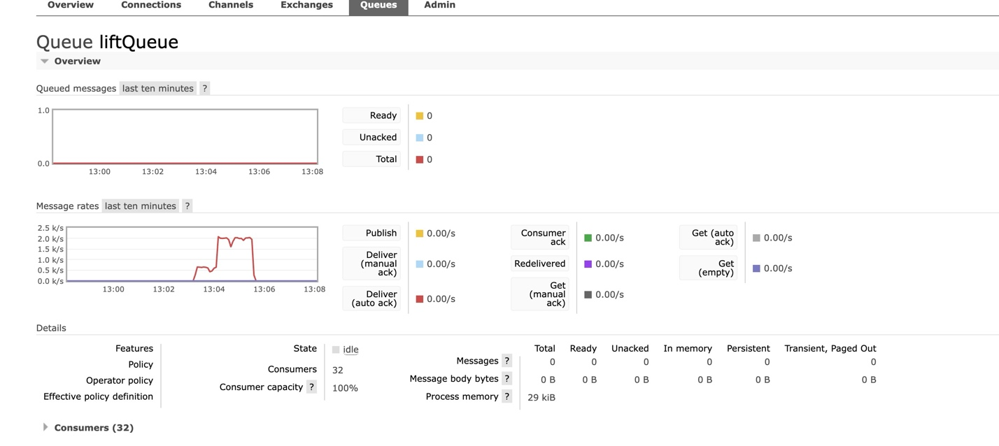 Overview Connections Channels Exchanges Queues Admin
Queue liftQueue
Overview
Queued messages last ten minutes ?
1.0
0.0
13:00 13:02 13:04 13:06 13:08
Ready 0
Unacked 0
Total 0
Message rates last ten minutes ?
2.5 k/s
2.0 k/s
1.5 k/s
1.0 k/s
0.5 k/s
0.0 k/s
13:00 13:02 13:04 13:06 13:08
Publish 0.00/s
Deliver
(manual 0.00/s
ack)
Deliver
(auto ack) 0.00/s
Consumer
ack 0.00/s
Redelivered 0.00/s
Get
(manual 0.00/s
ack)
Get (auto
ack) 0.00/s
Get
(empty) 0.00/s
Details
Features
Policy
Operator policy
Effective policy definition
State idle
Consumers 32
Consumer capacity ? 100%
Total Ready Unacked In memory Persistent Transient, Paged Out
Messages ? 0 0 0 0 0 0
Message body bytes ? 0 B 0 B 0 B 0 B 0 B 0 B
Process memory ? 29 kiB
Consumers (32)